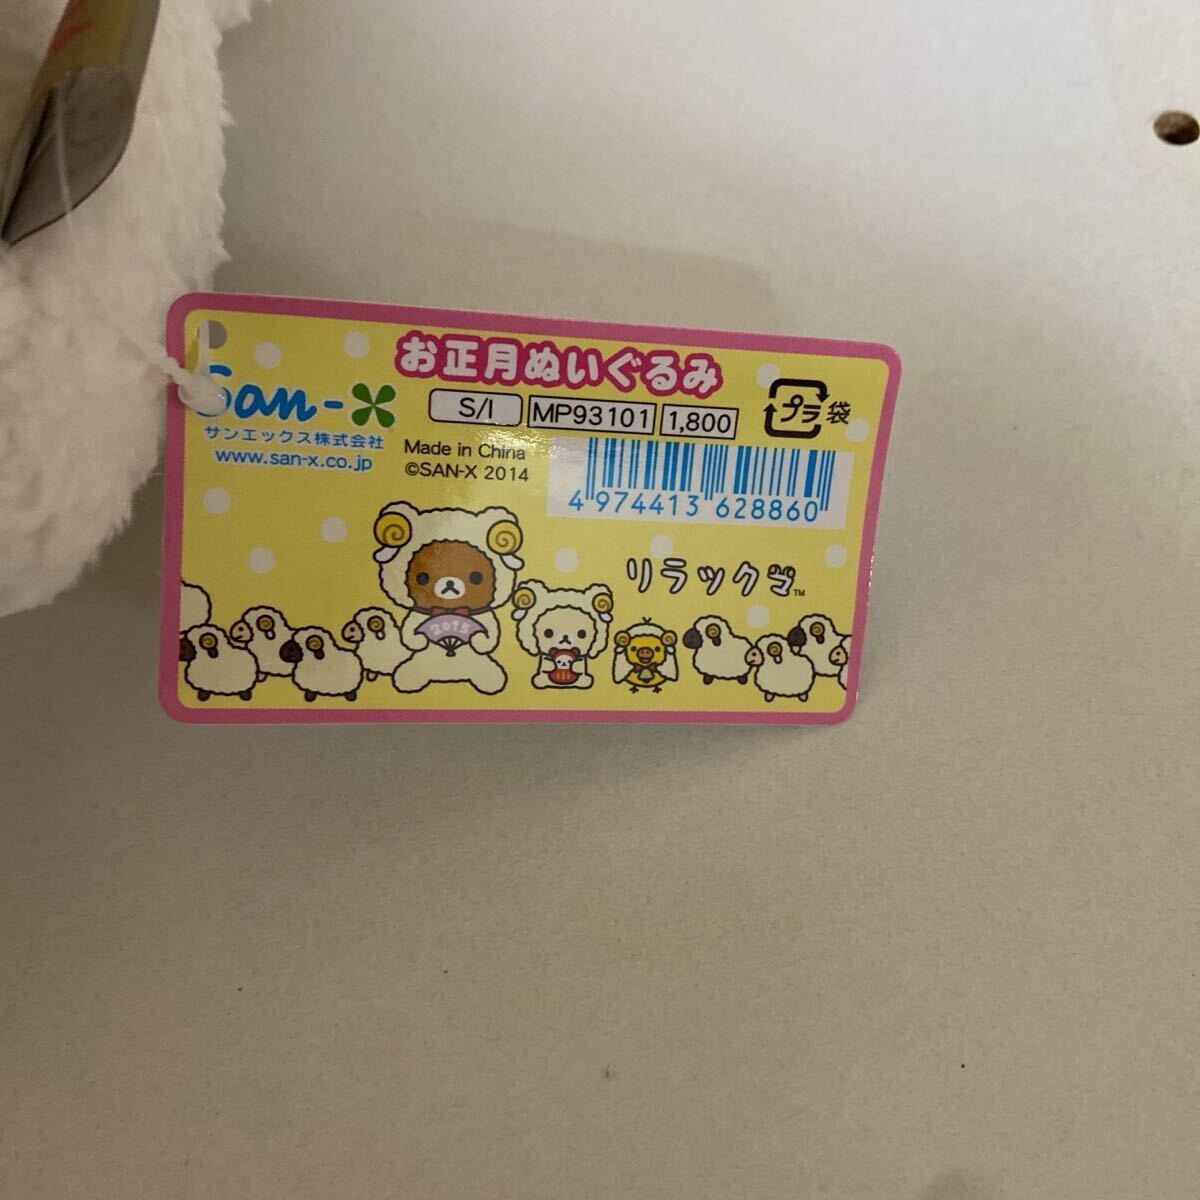 お正月ぬいぐるみ
San-X
サンエックス株式会社
www.san-x.co.jp
S/I MP93101 1,800
プラ 袋
Made in China
©SAN-X 2014
4 974413 628860
リラックマ™
2015